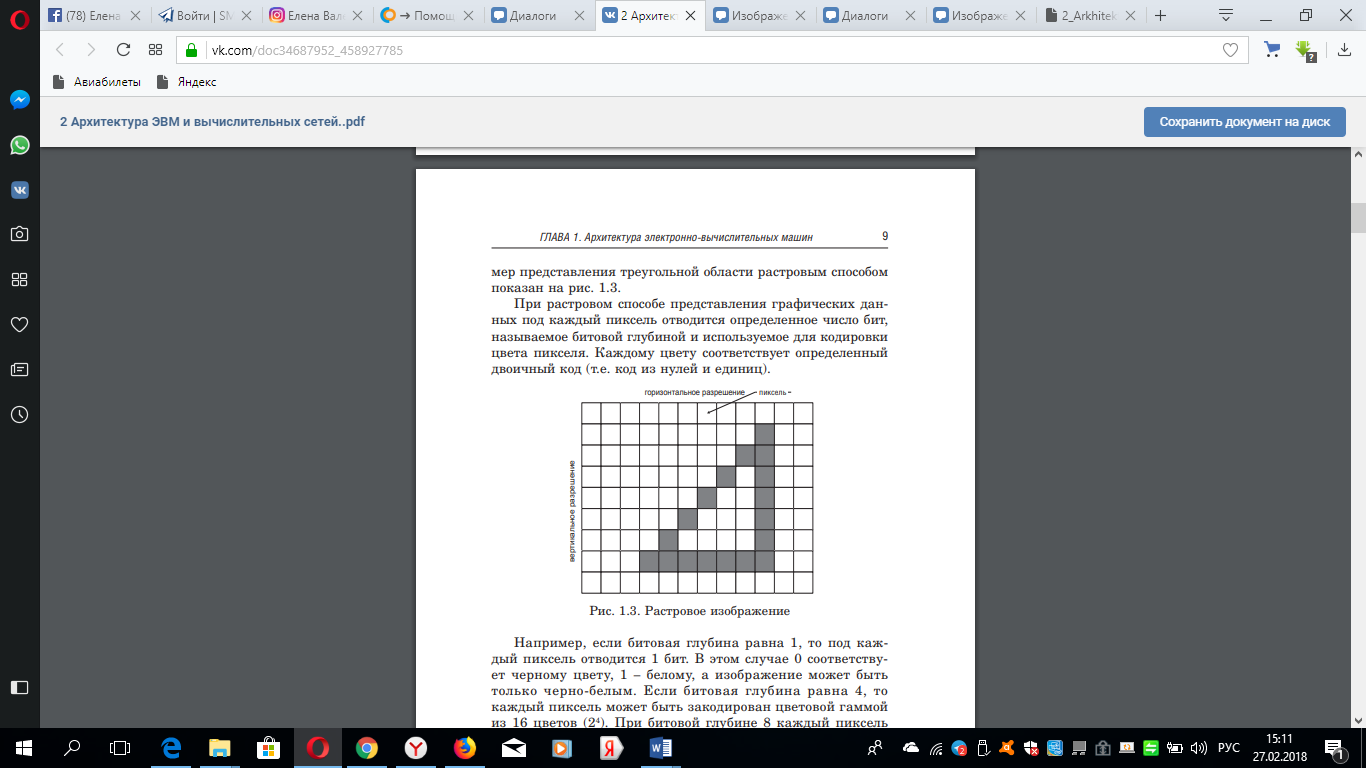 (78) Елена
Войти | SM
Елена Вале
➔ Помощ
Диалоги
2 Архитек
Изображе
Диалоги
Изображе
2_Arkhitek
vk.com/doc34687952_458927785
Авиабилеты
Яндекс
2 Архитектура ЭВМ и вычислительных сетей..pdf
Сохранить документ на диск
ГЛАВА 1. Архитектура электронно-вычислительных машин 9
мер представления треугольной области растровым способом
показан на рис. 1.3.
При растровом способе представления графических дан-
ных под каждый пиксель отводится определенное число бит,
называемое битовой глубиной и используемое для кодировки
цвета пикселя. Каждому цвету соответствует определенный
двоичный код (т.е. код из нулей и единиц).
горизонтальное разрешение
пиксель
вертикальное разрешение
Рис. 1.3. Растровое изображение
Например, если битовая глубина равна 1, то под каж-
дый пиксель отводится 1 бит. В этом случае 0 соответству-
ет черному цвету, 1 – белому, а изображение может быть
только черно-белым. Если битовая глубина равна 4, то
каждый пиксель может быть закодирован цветовой гаммой
из 16 цветов (2⁴). При битовой глубине 8 каждый пиксель
РУС
15:11
27.02.2018